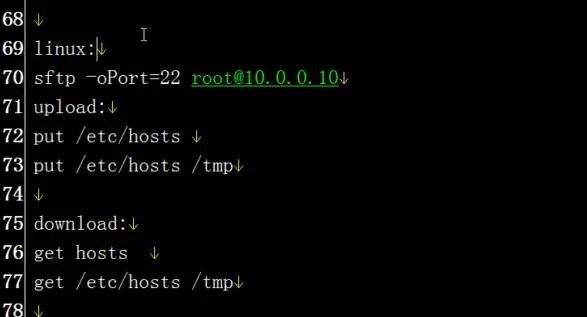 68 ↓
69 linux:↓
70 sftp -oPort=22 root@10.0.0.10↓
71 upload:↓
72 put /etc/hosts ↓
73 put /etc/hosts /tmp↓
74 ↓
75 download:↓
76 get hosts  ↓
77 get /etc/hosts /tmp↓
78 ↓